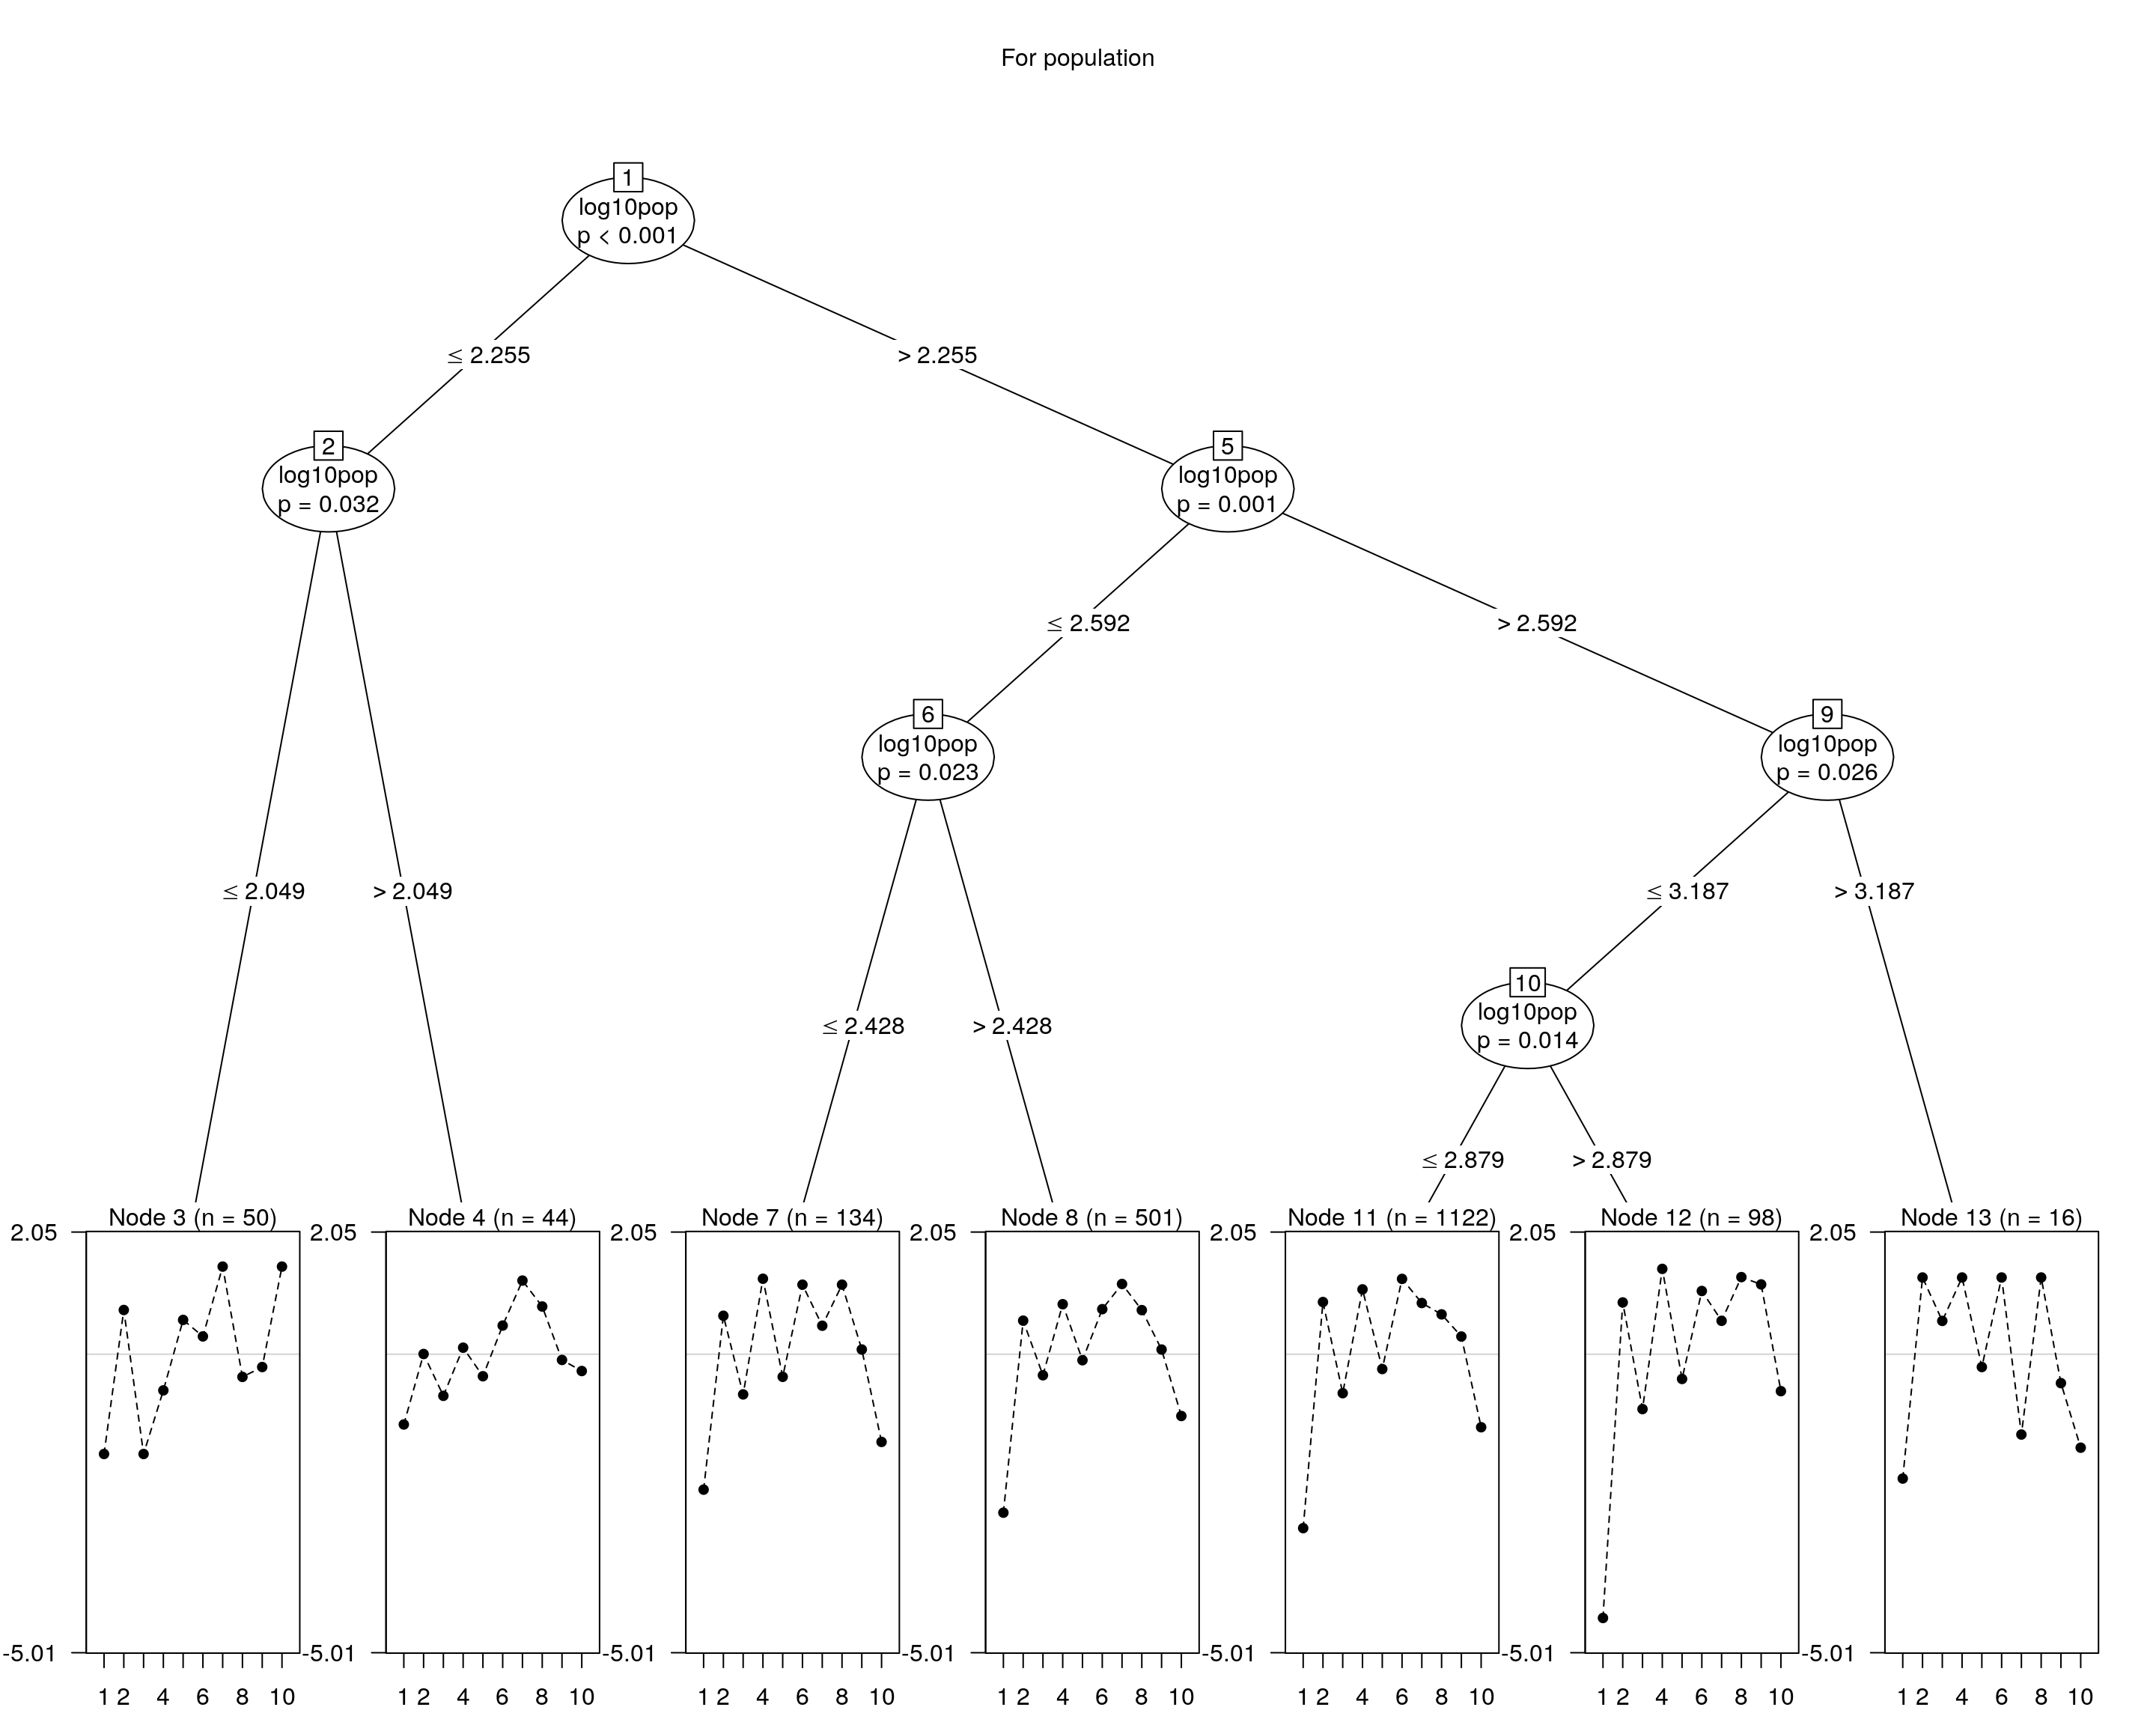 For population
1
log10pop
p < 0.001
≤ 2.255
> 2.255
2
log10pop
p = 0.032
5
log10pop
p = 0.001
≤ 2.592
> 2.592
6
log10pop
p = 0.023
9
log10pop
p = 0.026
≤ 2.049
> 2.049
≤ 3.187
> 3.187
10
log10pop
p = 0.014
≤ 2.428
> 2.428
≤ 2.879
> 2.879
Node 3 (n = 50)
2.05
-5.01
1 2 4 6 8 10
Node 4 (n = 44)
2.05
-5.01
1 2 4 6 8 10
Node 7 (n = 134)
2.05
-5.01
1 2 4 6 8 10
Node 8 (n = 501)
2.05
-5.01
1 2 4 6 8 10
Node 11 (n = 1122)
2.05
-5.01
1 2 4 6 8 10
Node 12 (n = 98)
2.05
-5.01
1 2 4 6 8 10
Node 13 (n = 16)
2.05
-5.01
1 2 4 6 8 10